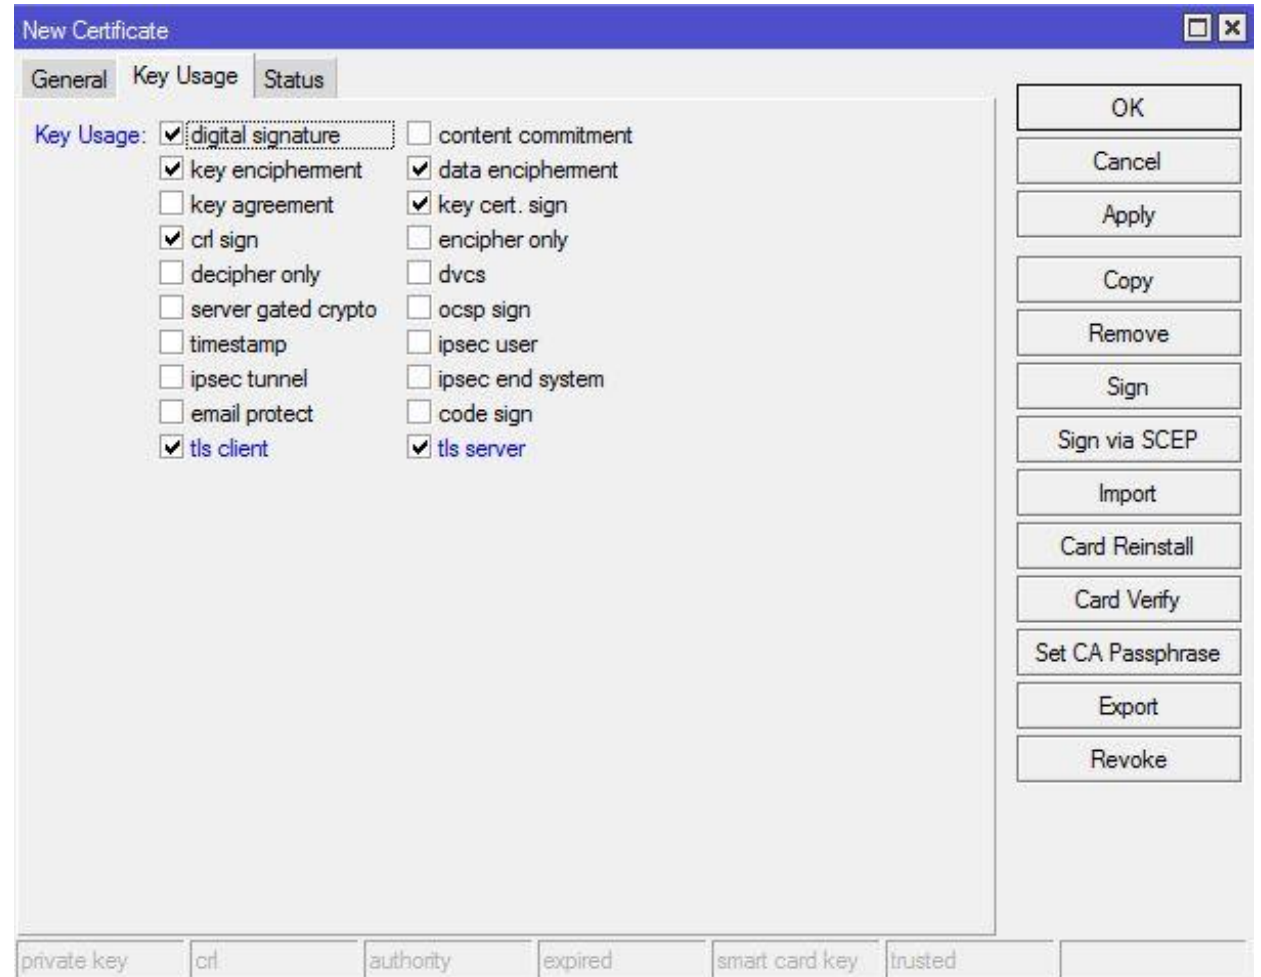 New Certificate
General Key Usage Status
Key Usage: digital signature content commitment
key encipherment data encipherment
key agreement key cert. sign
crl sign encipher only
decipher only dvcs
server gated crypto ocsp sign
timestamp ipsec user
ipsec tunnel ipsec end system
email protect code sign
tls client tls server
OK
Cancel
Apply
Copy
Remove
Sign
Sign via SCEP
Import
Card Reinstall
Card Verify
Set CA Passphrase
Export
Revoke
private key crl authority expired smart card key trusted